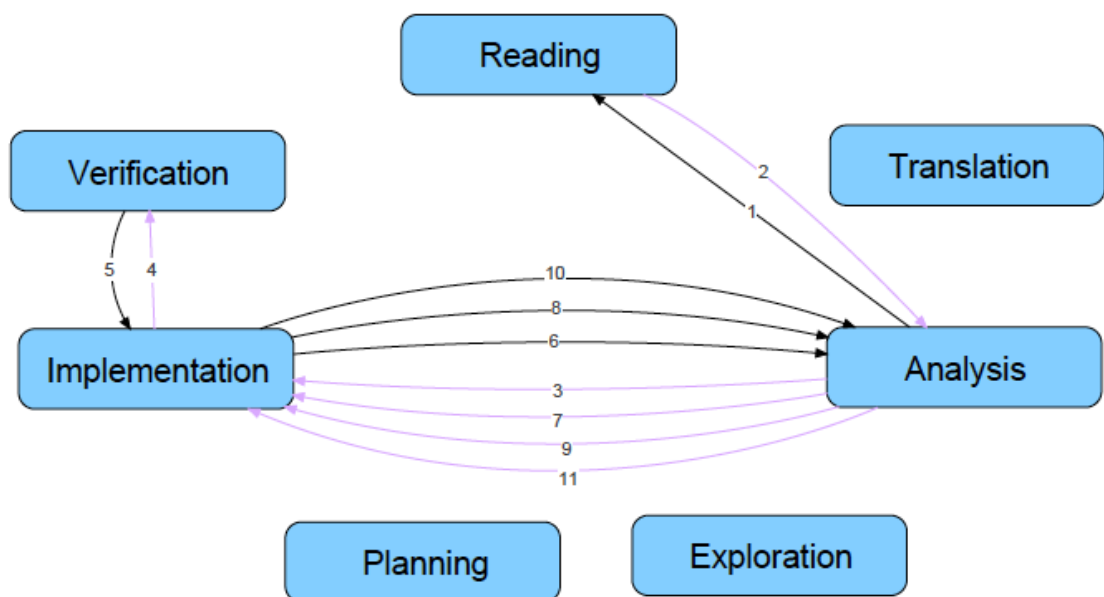 Reading
Verification
Translation
2
1
5
4
10
8
6
Implementation
Analysis
3
7
9
11
Planning
Exploration